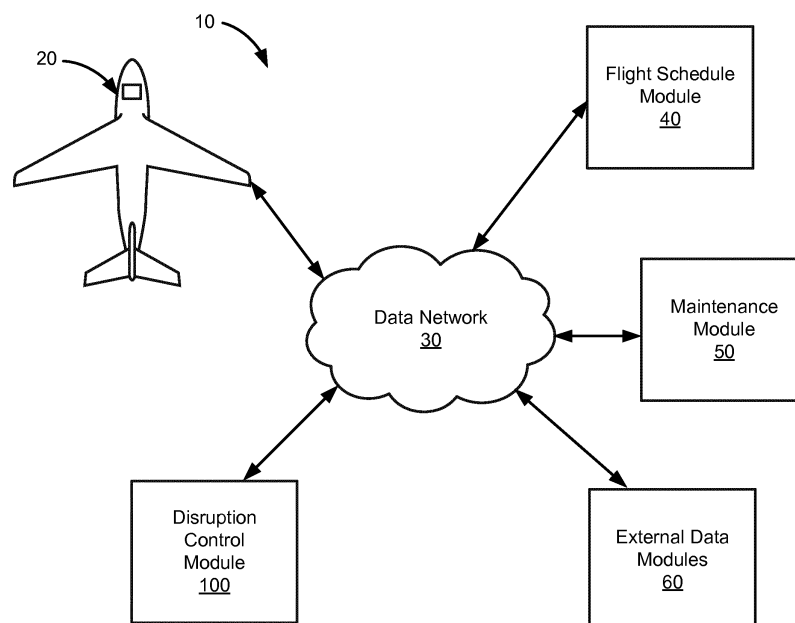 10
20
Flight Schedule
Module
40
Data Network
30
Maintenance
Module
50
Disruption
Control
Module
100
External Data
Modules
60